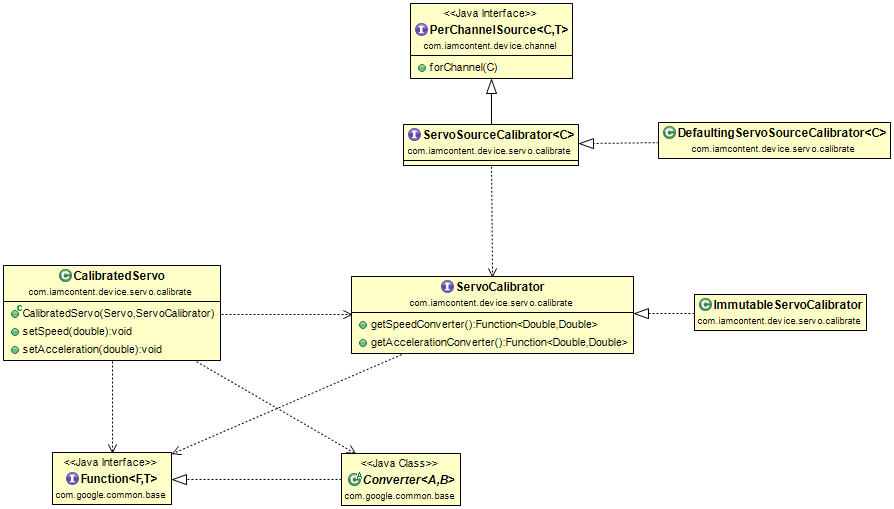 <<Java Interface>>
I PerChannelSource<C,T>
com.iamcontent.device.channel
forChannel(C)
I ServoSourceCalibrator<C>
com.iamcontent.device.servo.calibrate
C DefaultingServoSourceCalibrator<C>
com.iamcontent.device.servo.calibrate
C CalibratedServo
com.iamcontent.device.servo.calibrate
C CalibratedServo(Servo,ServoCalibrator)
setSpeed(double):void
setAcceleration(double):void
I ServoCalibrator
com.iamcontent.device.servo.calibrate
getSpeedConverter():Function<Double,Double>
getAccelerationConverter():Function<Double,Double>
C ImmutableServoCalibrator
com.iamcontent.device.servo.calibrate
<<Java Interface>>
I Function<F,T>
com.google.common.base
<<Java Class>>
C A Converter<A,B>
com.google.common.base